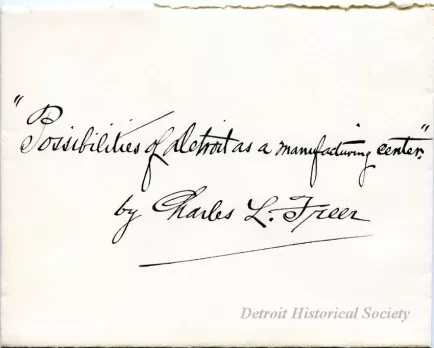 "Possibilities of Detroit as a manufacturing center."
by Charles L. Freer
Detroit Historical Society